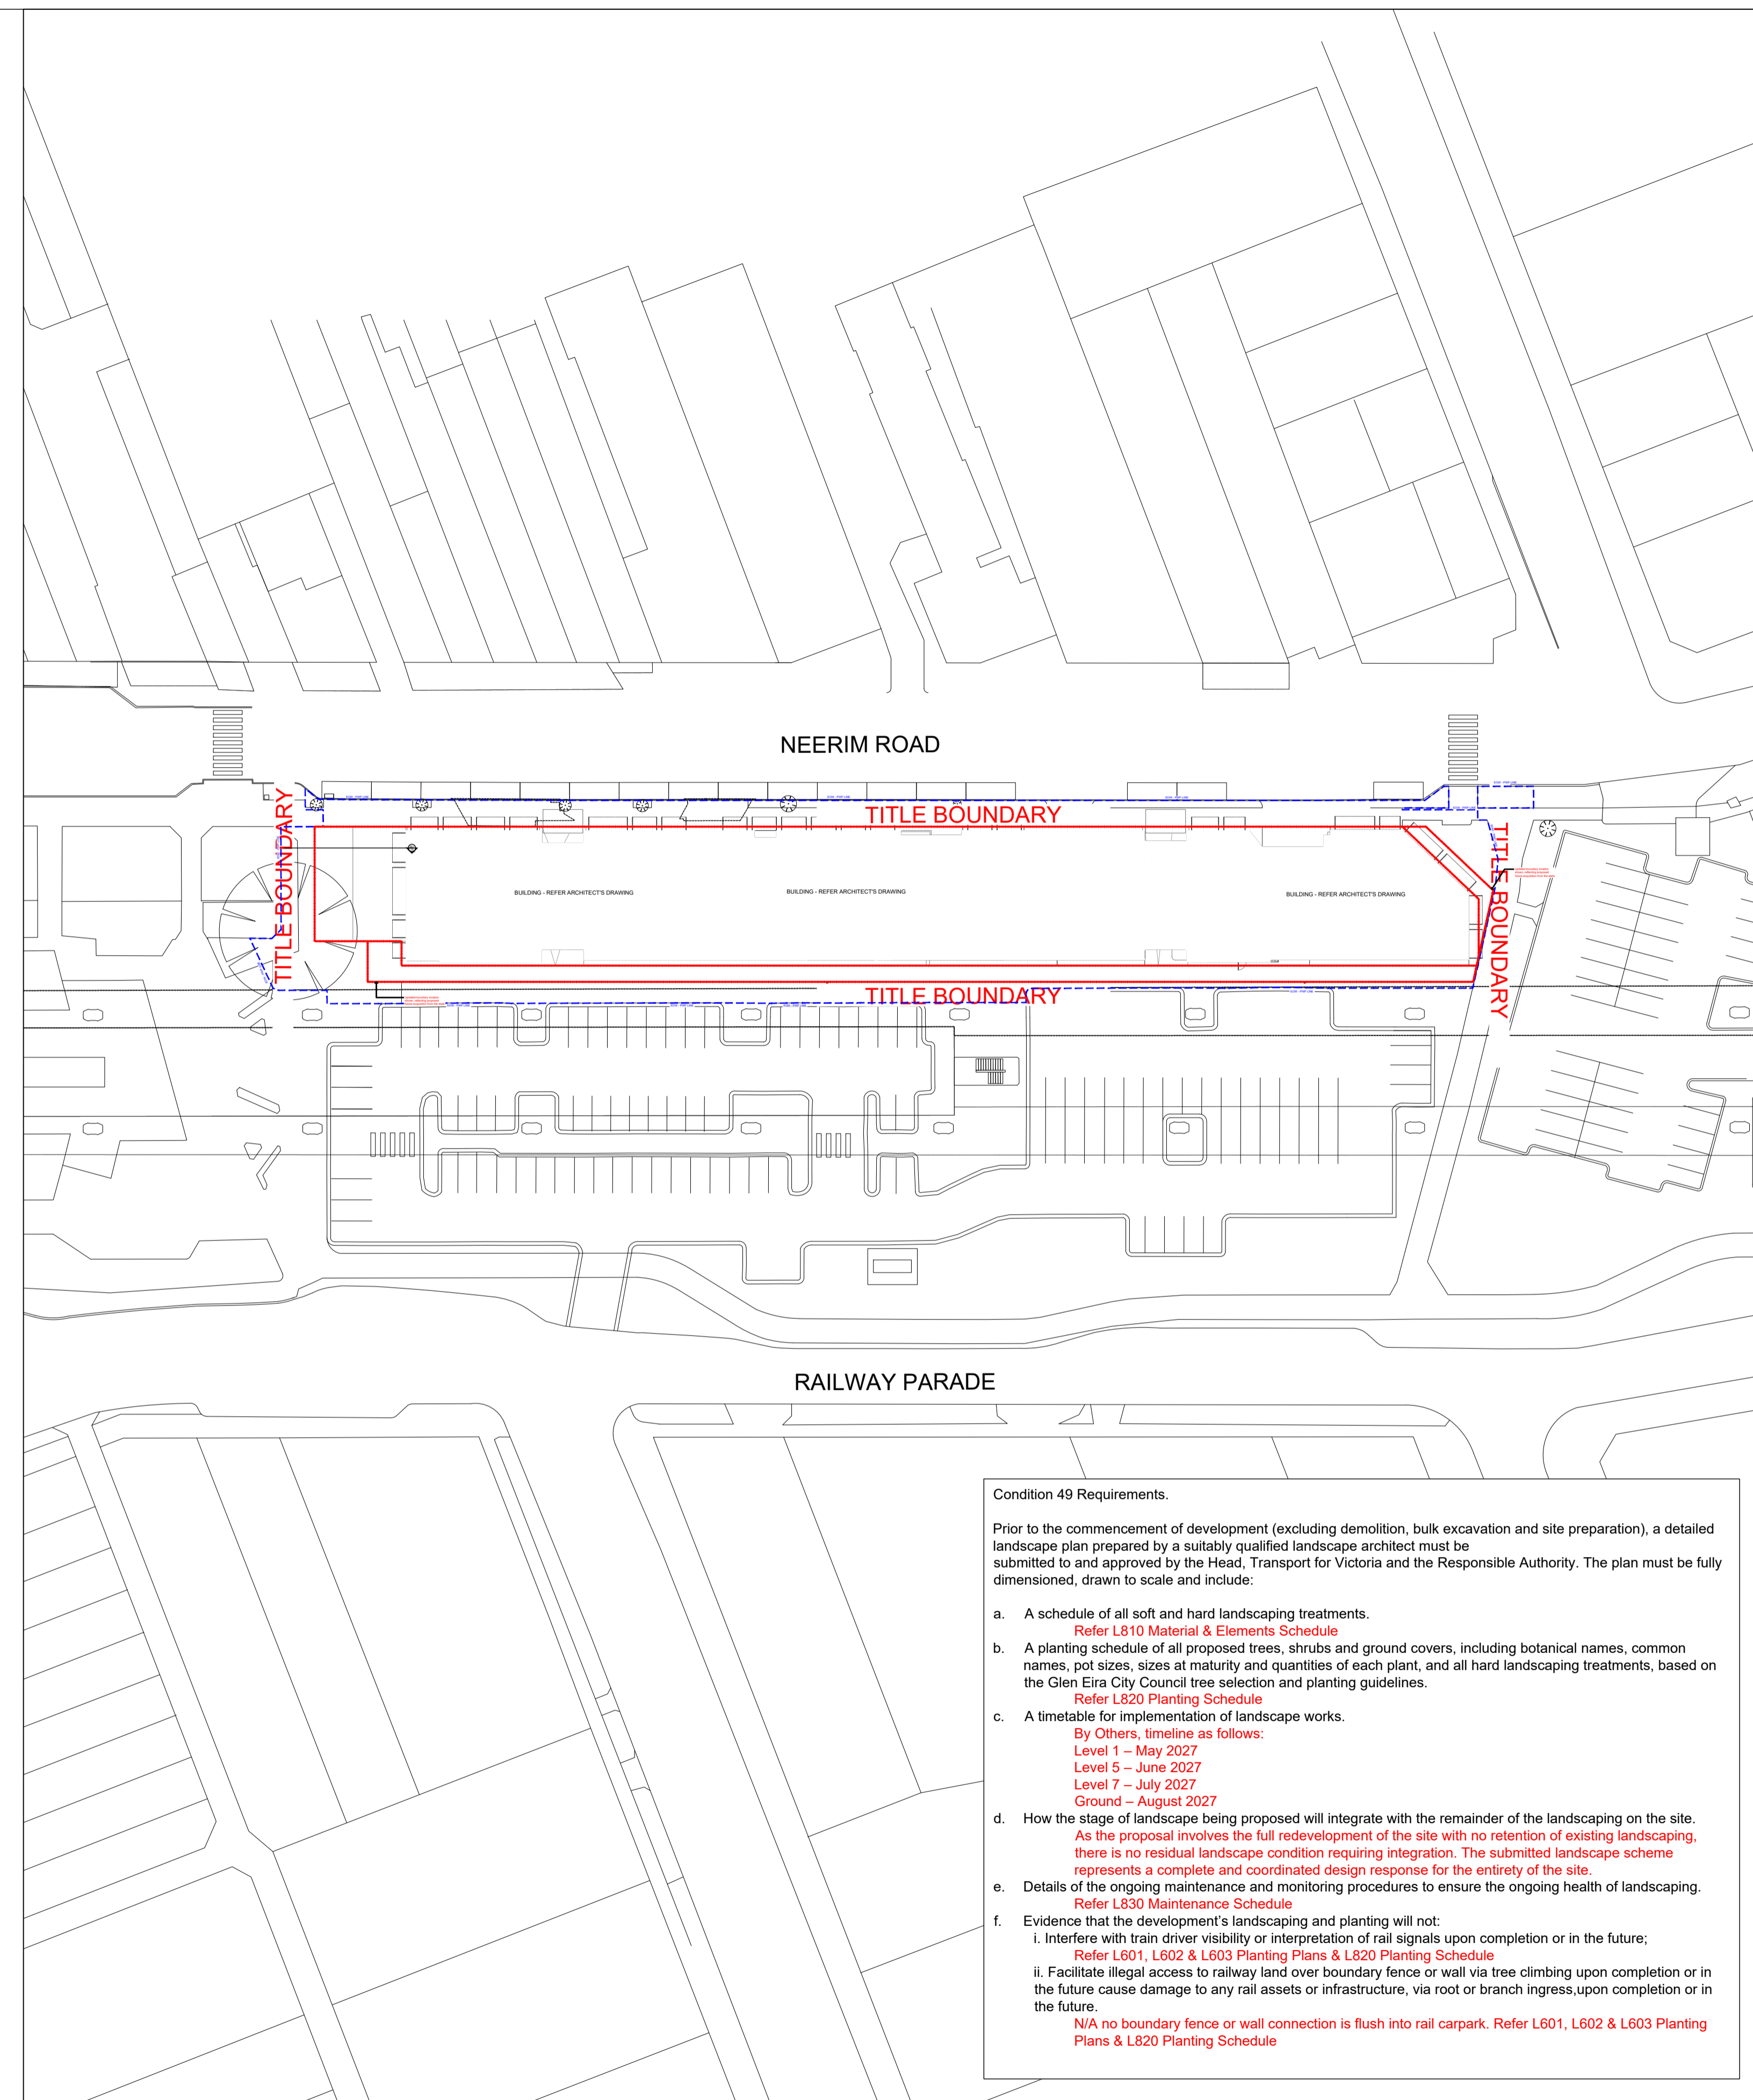 NEERIM ROAD
TITLE BOUNDARY
TITLE BOUNDARY
TITLE BOUNDARY
BUILDING - REFER ARCHITECT'S DRAWING
BUILDING - REFER ARCHITECT'S DRAWING
BUILDING - REFER ARCHITECT'S DRAWING
TITLE BOUNDARY
RAILWAY PARADE
Condition 49 Requirements.
Prior to the commencement of development (excluding demolition, bulk excavation and site preparation), a detailed
landscape plan prepared by a suitably qualified landscape architect must be
submitted to and approved by the Head, Transport for Victoria and the Responsible Authority. The plan must be fully
dimensioned, drawn to scale and include:
a. A schedule of all soft and hard landscaping treatments.
Refer L810 Material & Elements Schedule
b. A planting schedule of all proposed trees, shrubs and ground covers, including botanical names, common
names, pot sizes, sizes at maturity and quantities of each plant, and all hard landscaping treatments, based on
the Glen Eira City Council tree selection and planting guidelines.
Refer L820 Planting Schedule
c. A timetable for implementation of landscape works.
By Others, timeline as follows:
Level 1 – May 2027
Level 5 – June 2027
Level 7 – July 2027
Ground – August 2027
d. How the stage of landscape being proposed will integrate with the remainder of the landscaping on the site.
As the proposal involves the full redevelopment of the site with no retention of existing landscaping,
there is no residual landscape condition requiring integration. The submitted landscape scheme
represents a complete and coordinated design response for the entirety of the site.
e. Details of the ongoing maintenance and monitoring procedures to ensure the ongoing health of landscaping.
Refer L830 Maintenance Schedule
f. Evidence that the development's landscaping and planting will not:
i. Interfere with train driver visibility or interpretation of rail signals upon completion or in the future;
Refer L601, L602 & L603 Planting Plans & L820 Planting Schedule
ii. Facilitate illegal access to railway land over boundary fence or wall via tree climbing upon completion or in
the future cause damage to any rail assets or infrastructure, via root or branch ingress,upon completion or in
the future.
N/A no boundary fence or wall connection is flush into rail carpark. Refer L601, L602 & L603 Planting
Plans & L820 Planting Schedule